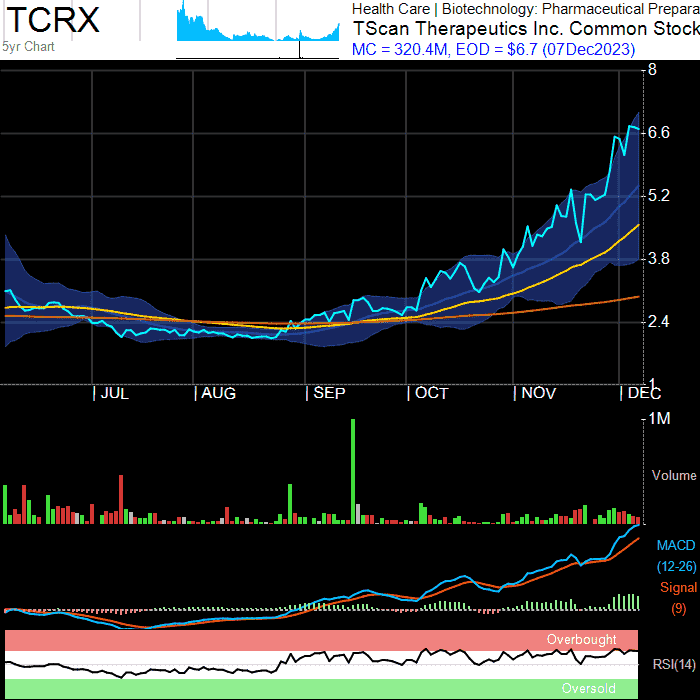 TCRX
5yr Chart
Health Care | Biotechnology: Pharmaceutical Prepara
TScan Therapeutics Inc. Common Stock
MC = 320.4M, EOD = $6.7 (07Dec2023)
8
6.6
5.2
3.8
2.4
1
| JUL | AUG | SEP | OCT | NOV | DEC
1M
Volume
MACD
(12-26)
Signal
(9)
Overbought
RSI(14)
Oversold